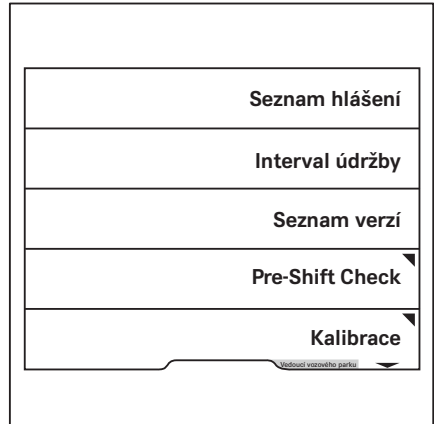 Seznam hlášení
Interval údržby
Seznam verzí
Pre-Shift Check
Kalibrace
Vedoucí vozového parku